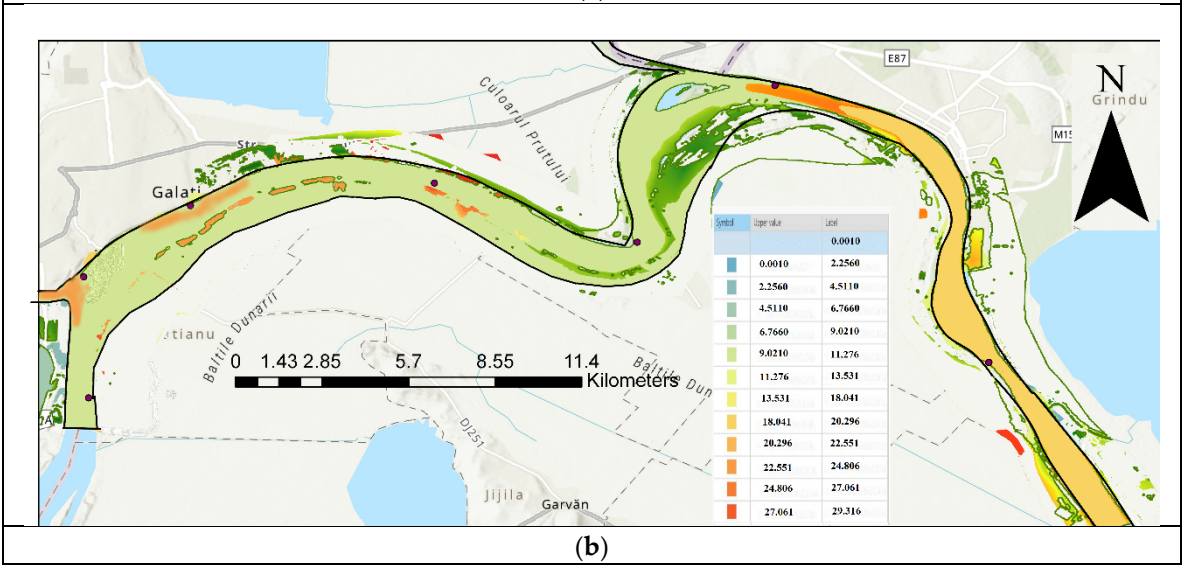 E87
N
Grindu
M15
Culoarul Prutului
Str
Galați
Symbol Upper value Label
0.0010
0.0010 2.2560
2.2560 4.5110
4.5110 6.7660
6.7660 9.0210
9.0210 11.276
11.276 13.531
13.531 18.041
18.041 20.296
20.296 22.551
22.551 24.806
24.806 27.061
27.061 29.316
tianu
Baltile Dunarii
0 1.43 2.85 5.7 8.55 11.4
Kilometers
Baltile Dun
DJ251
Jijila
Garvăn
(b)